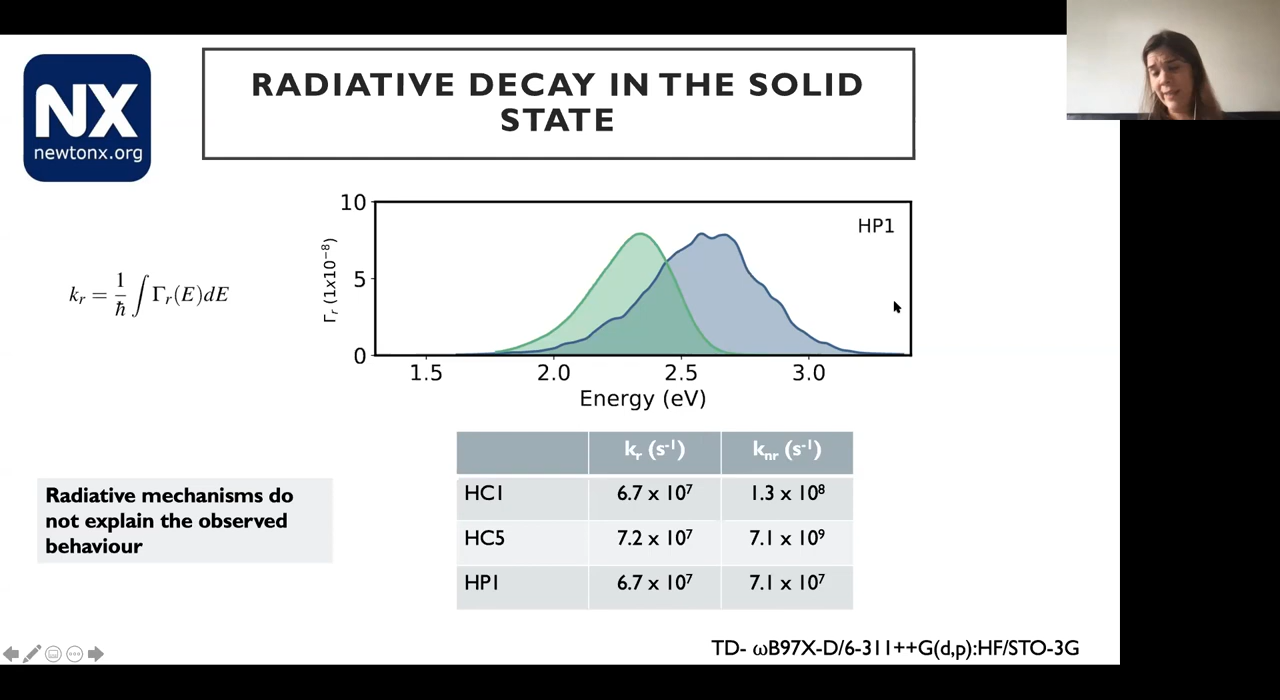 NX
newtonx.org
RADIATIVE DECAY IN THE SOLID
STATE
k_r = 1/ħ ∫ Γ_r(E)dE
Γr (1x10⁻⁸)
10
5
0
HP1
1.5 2.0 2.5 3.0
Energy (eV)
kr (s-1) knr (s-1)
HC1 6.7 x 10⁷ 1.3 x 10⁸
HC5 7.2 x 10⁷ 7.1 x 10⁹
HP1 6.7 x 10⁷ 7.1 x 10⁷
Radiative mechanisms do
not explain the observed
behaviour
TD- ωB97X-D/6-311++G(d,p):HF/STO-3G